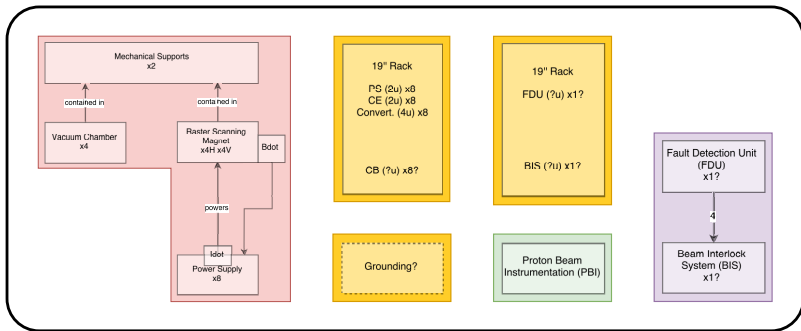 Mechanical Supports
x2
contained in
contained in
Vacuum Chamber
x4
Raster Scanning
Magnet
x4H x4V
Bdot
powers
Idot
Power Supply
x8
19" Rack
PS (2u) x8
CE (2u) x8
Convert. (4u) x8
CB (?u) x8?
Grounding?
19" Rack
FDU (?u) x1?
BIS (?u) x1?
Proton Beam
Instrumentation (PBI)
Fault Detection Unit
(FDU)
x1?
4
Beam Interlock
System (BIS)
x1?